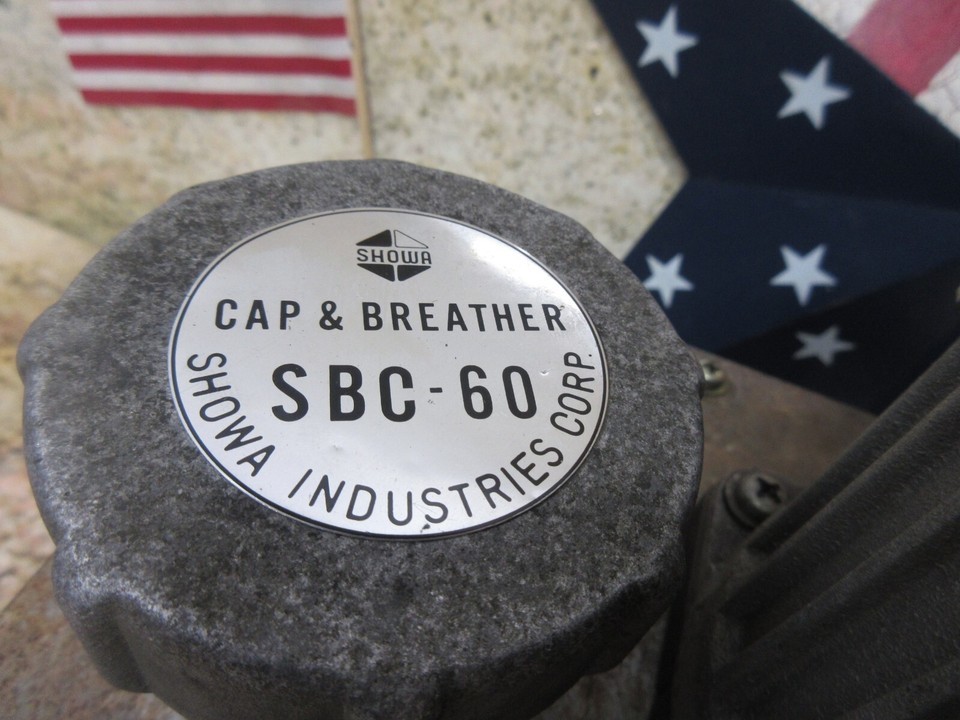 SHOWA
CAP & BREATHER
SBC-60
SHOWA INDUSTRIES CORP.